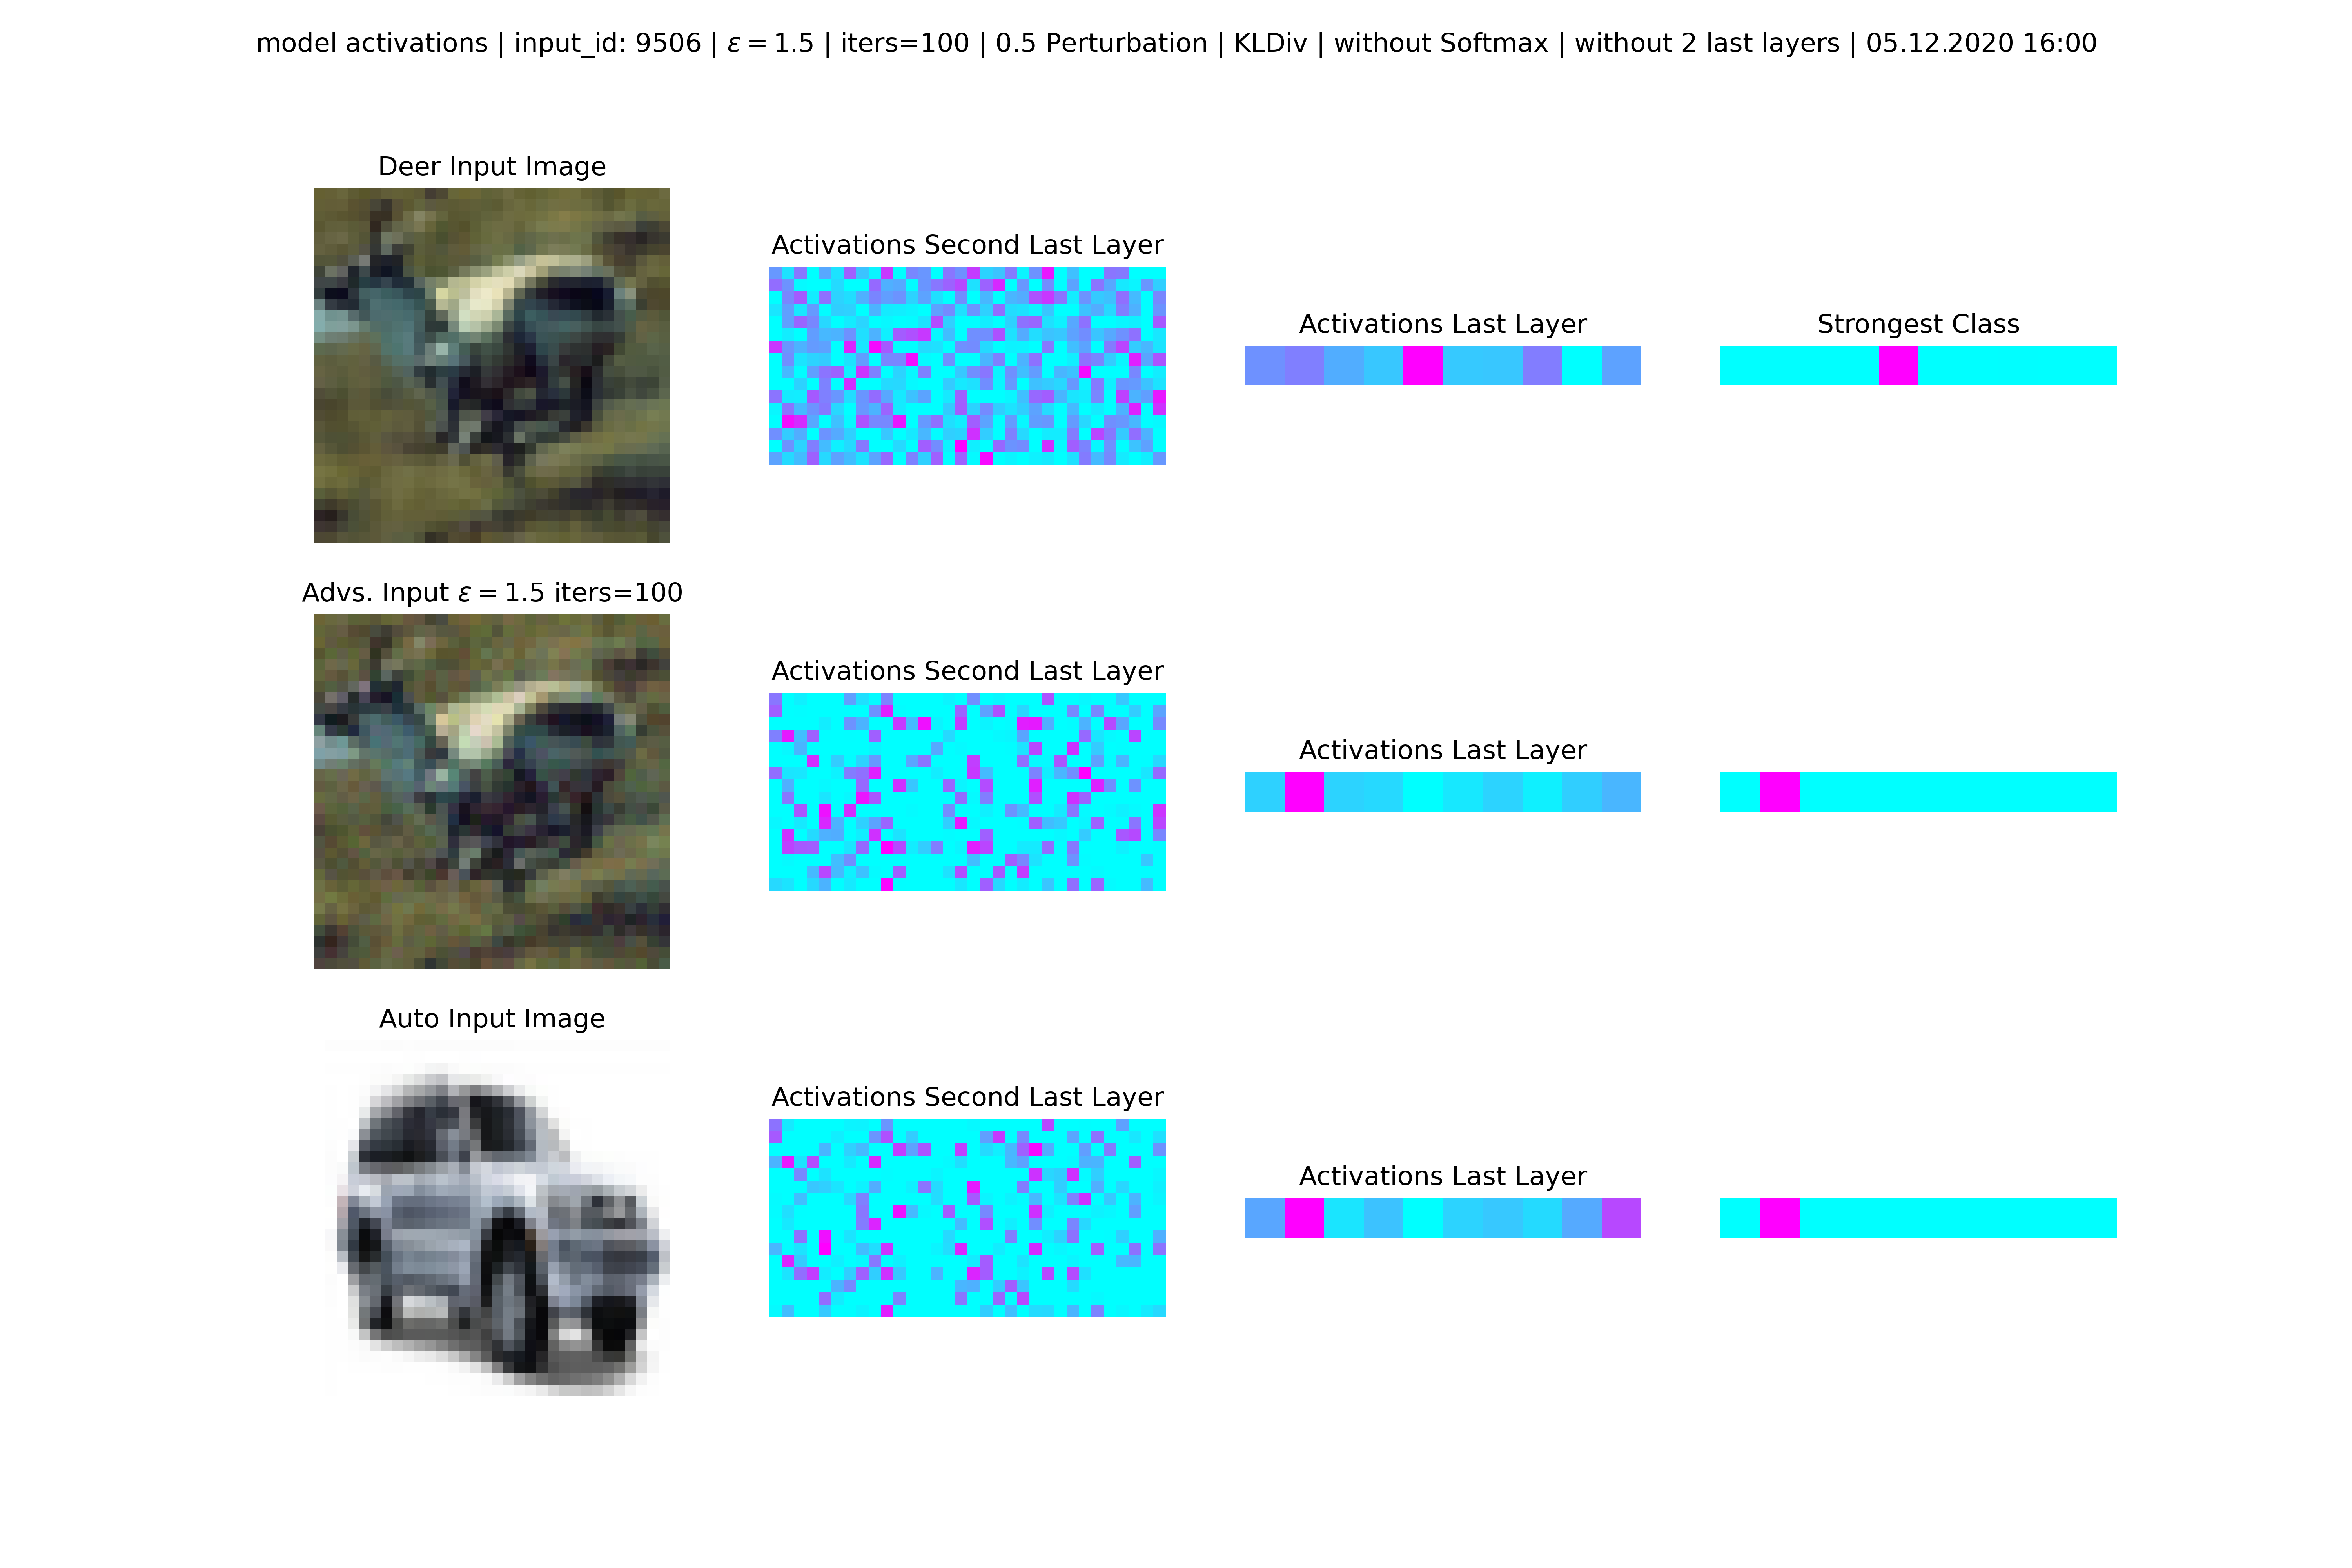 model activations | input_id: 9506 | ε = 1.5 | iters=100 | 0.5 Perturbation | KLDiv | without Softmax | without 2 last layers | 05.12.2020 16:00
Deer Input Image
Activations Second Last Layer
Activations Last Layer
Strongest Class
Advs. Input ε = 1.5 iters=100
Activations Second Last Layer
Activations Last Layer
Auto Input Image
Activations Second Last Layer
Activations Last Layer